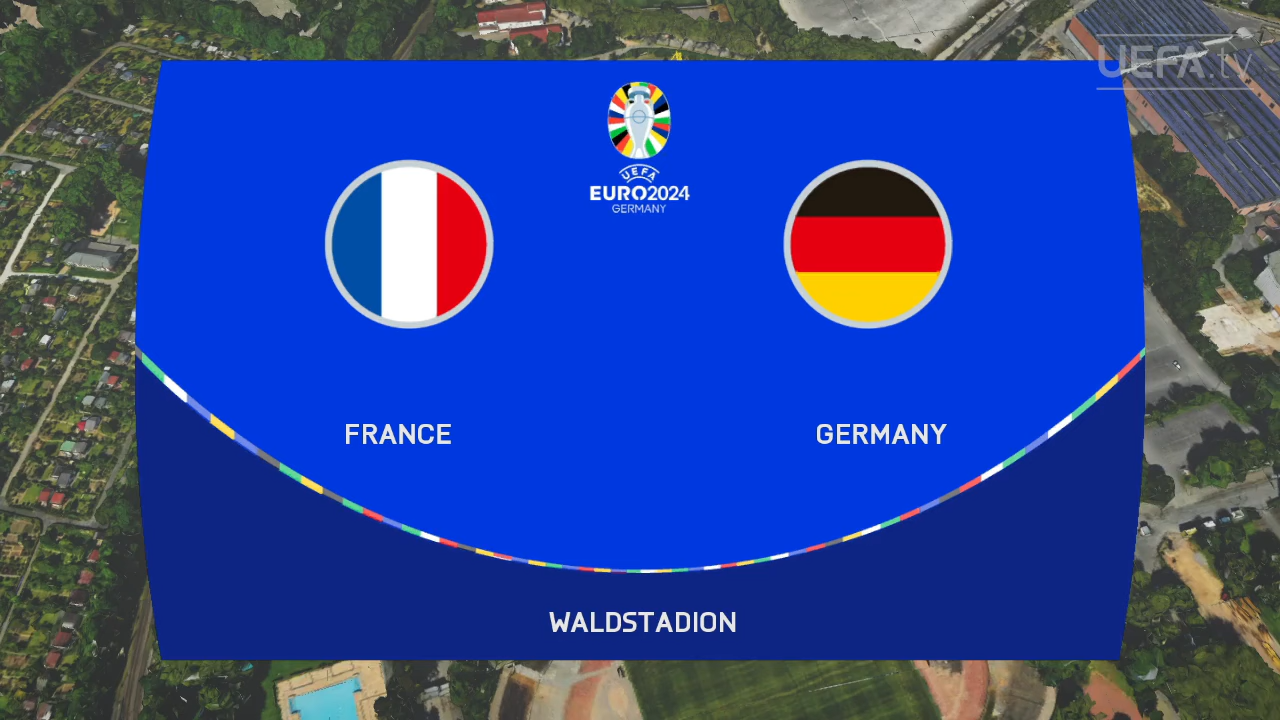 UEFA.tv
UEFA
EURO2024
GERMANY
FRANCE
GERMANY
WALDSTADION